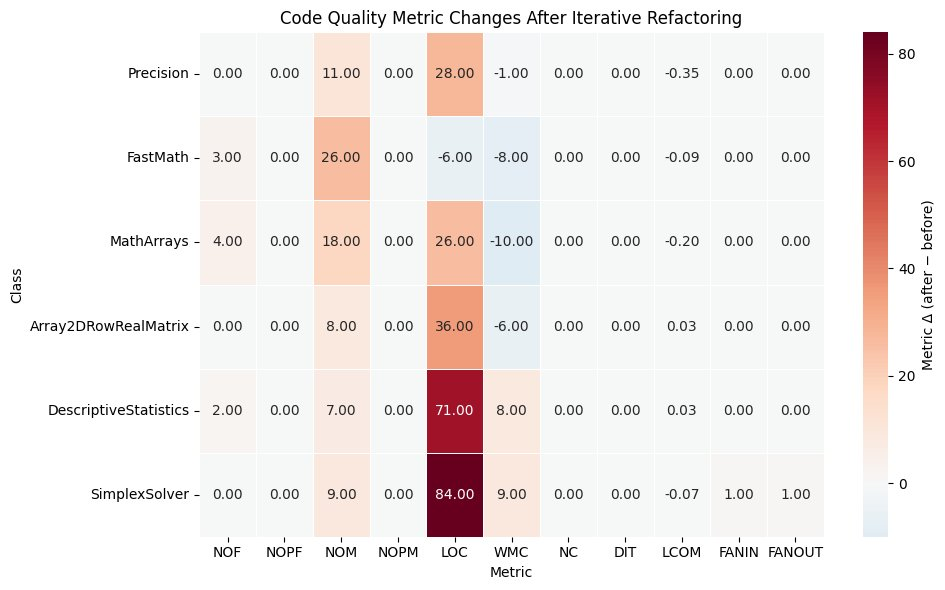 Code Quality Metric Changes After Iterative Refactoring
Class
Precision 0.00 0.00 11.00 0.00 28.00 -1.00 0.00 0.00 -0.35 0.00 0.00
FastMath 3.00 0.00 26.00 0.00 -6.00 -8.00 0.00 0.00 -0.09 0.00 0.00
MathArrays 4.00 0.00 18.00 0.00 26.00 -10.00 0.00 0.00 -0.20 0.00 0.00
Array2DRowRealMatrix 0.00 0.00 8.00 0.00 36.00 -6.00 0.00 0.00 0.03 0.00 0.00
DescriptiveStatistics 2.00 0.00 7.00 0.00 71.00 8.00 0.00 0.00 0.03 0.00 0.00
SimplexSolver 0.00 0.00 9.00 0.00 84.00 9.00 0.00 0.00 -0.07 1.00 1.00
NOF NOPF NOM NOPM LOC WMC NC DIT LCOM FANIN FANOUT
Metric
80
60
40
20
0
Metric Δ (after − before)